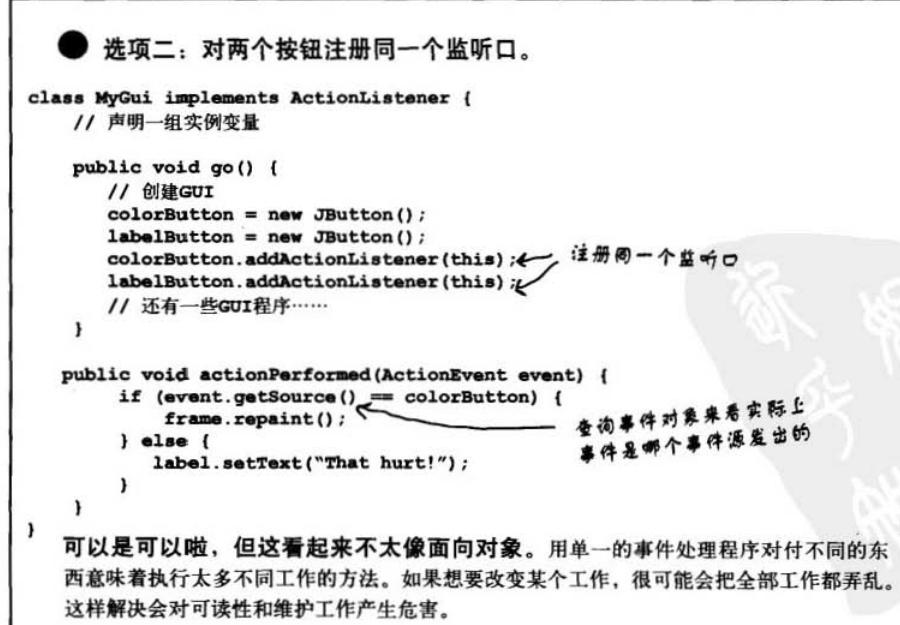 ● 选项二：对两个按钮注册同一个监听口。
class MyGui implements ActionListener {
// 声明一组实例变量
public void go() {
// 创建GUI
colorButton = new JButton();
labelButton = new JButton();
colorButton.addActionListener(this);
注册同一个监听口
labelButton.addActionListener(this);
// 还有一些GUI程序……
}
public void actionPerformed(ActionEvent event) {
if (event.getSource() == colorButton) {
frame.repaint();
查询事件对象来看实际上
事件是哪个事件源发出的
} else {
label.setText("That hurt!");
}
}
}
可以是可以啦，但这看起来不太像面向对象。用单一的事件处理程序对付不同的东
西意味着执行太多不同工作的方法。如果想要改变某个工作，很可能会把全部工作都弄乱。
这样解决会对可读性和维护工作产生危害。